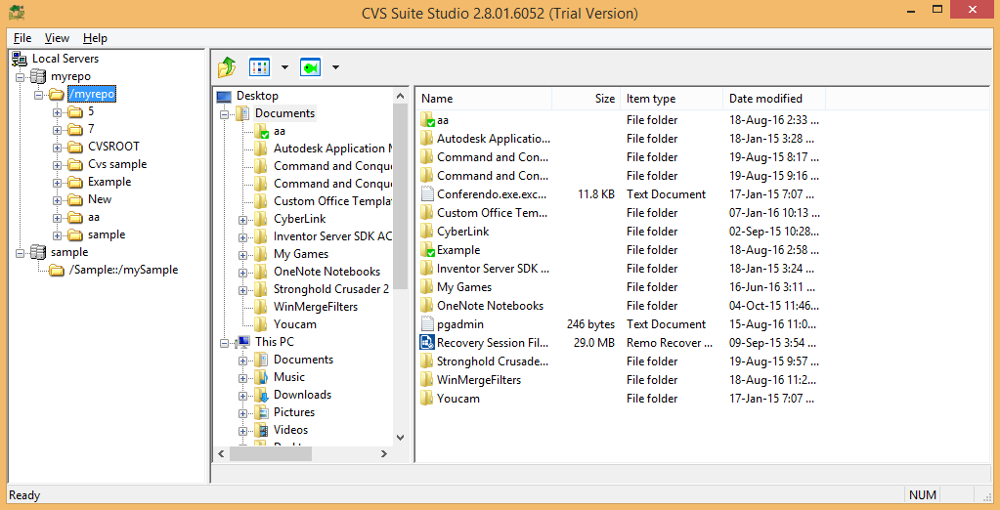 CVS Suite Studio 2.8.01.6052 (Trial Version)
File View Help
Local Servers
myrepo
/myrepo
5
7
CVSROOT
Cvs sample
Example
New
aa
sample
sample
/Sample::/mySample
Desktop
Documents
aa
Autodesk Application M
Command and Conqu
Command and Conqu
Custom Office Templa
CyberLink
Inventor Server SDK AC
My Games
OneNote Notebooks
Stronghold Crusader 2
WinMergeFilters
Youcam
This PC
Documents
Music
Downloads
Pictures
Videos
Name Size Item type Date modified
aa File folder 18-Aug-16 2:33 ...
Autodesk Applicatio... File folder 18-Jan-15 3:28 ...
Command and Con... File folder 19-Aug-15 8:17 ...
Command and Con... File folder 19-Aug-15 9:16 ...
Conferendo.exe.exc... 11.8 KB Text Document 17-Jan-15 7:07 ...
Custom Office Tem... File folder 07-Jan-16 10:13 ...
CyberLink File folder 02-Sep-15 10:28...
Example File folder 18-Aug-16 2:58 ...
Inventor Server SDK ... File folder 18-Jan-15 3:24 ...
My Games File folder 16-Jun-16 3:11 ...
OneNote Notebooks File folder 04-Oct-15 11:46...
pgadmin 246 bytes Text Document 15-Aug-16 11:0...
Recovery Session Fil... 29.0 MB Remo Recover ... 09-Sep-15 3:54 ...
Stronghold Crusade... File folder 19-Aug-15 9:57 ...
WinMergeFilters File folder 18-Aug-16 11:2...
Youcam File folder 17-Jan-15 7:07 ...
Ready NUM